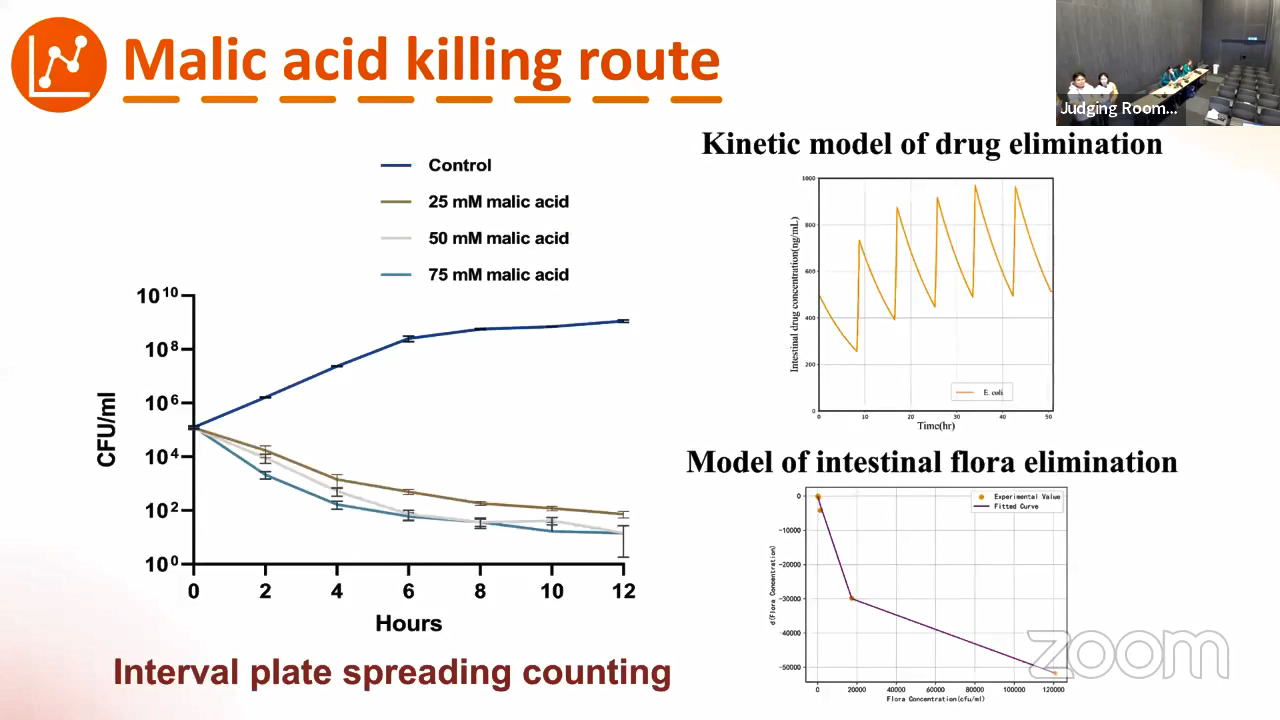 Malic acid killing route
Judging Room...
Control
25 mM malic acid
50 mM malic acid
75 mM malic acid
10^10
10^8
10^6
10^4
10^2
10^0
CFU/ml
0 2 4 6 8 10 12
Hours
Interval plate spreading counting
Kinetic model of drug elimination
1000
800
600
400
200
0
Intestinal drug concentration(ng/mL)
E. coli
0 10 20 30 40 50
Time(hr)
Model of intestinal flora elimination
Experimental Value
Fitted Curve
0
-10000
-20000
-30000
-40000
-50000
d(Flora Concentration)
0 20000 40000 60000 80000 100000 120000
Flora Concentration(cfu/ml)
zoom